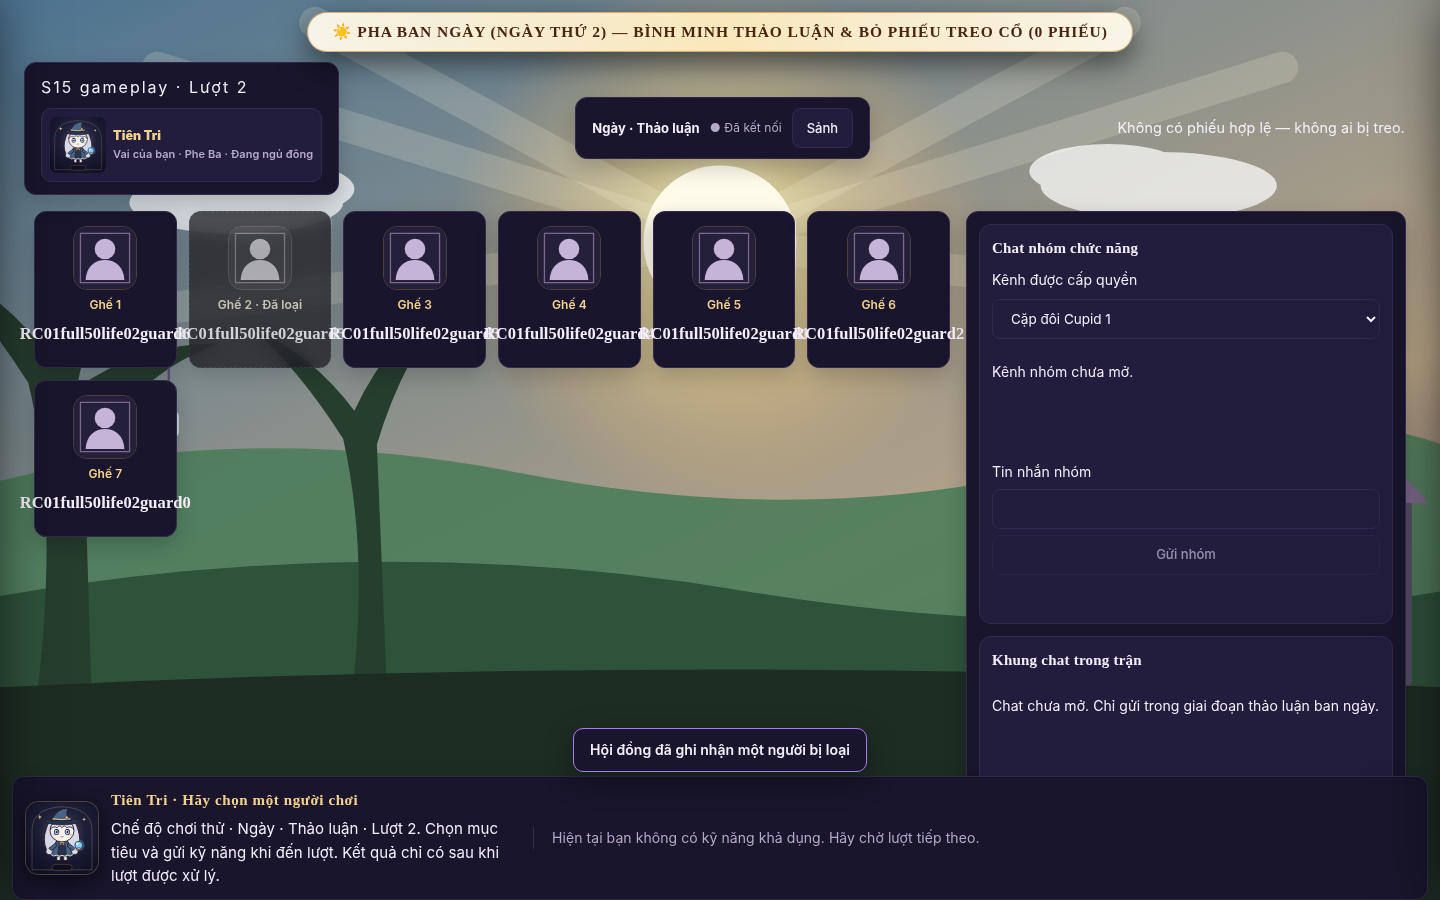 ☀️ PHA BAN NGÀY (NGÀY THỨ 2) — BÌNH MINH THẢO LUẬN & BỎ PHIẾU TREO CỔ (0 PHIẾU)
S15 gameplay · Lượt 2
Tiên Tri
Vai của bạn · Phe Ba · Đang ngủ đông
Ngày · Thảo luận
Đã kết nối
Sảnh
Không có phiếu hợp lệ — không ai bị treo.
Ghế 1
Ghế 2 · Đã loại
Ghế 3
Ghế 4
Ghế 5
Ghế 6
RC01full50life02guard
C01full50life02guard
RC01full50life02guard
C01full50life02guard
C01full50life02guard
C01full50life02guard2
Ghế 7
RC01full50life02guard0
Chat nhóm chức năng
Kênh được cấp quyền
Cặp đôi Cupid 1
Kênh nhóm chưa mở.
Tin nhắn nhóm
Gửi nhóm
Khung chat trong trận
Chat chưa mở. Chỉ gửi trong giai đoạn thảo luận ban ngày.
Hội đồng đã ghi nhận một người bị loại
Tiên Tri · Hãy chọn một người chơi
Chế độ chơi thử · Ngày · Thảo luận · Lượt 2. Chọn mục
tiêu và gửi kỹ năng khi đến lượt. Kết quả chỉ có sau khi
lượt được xử lý.
Hiện tại bạn không có kỹ năng khả dụng. Hãy chờ lượt tiếp theo.